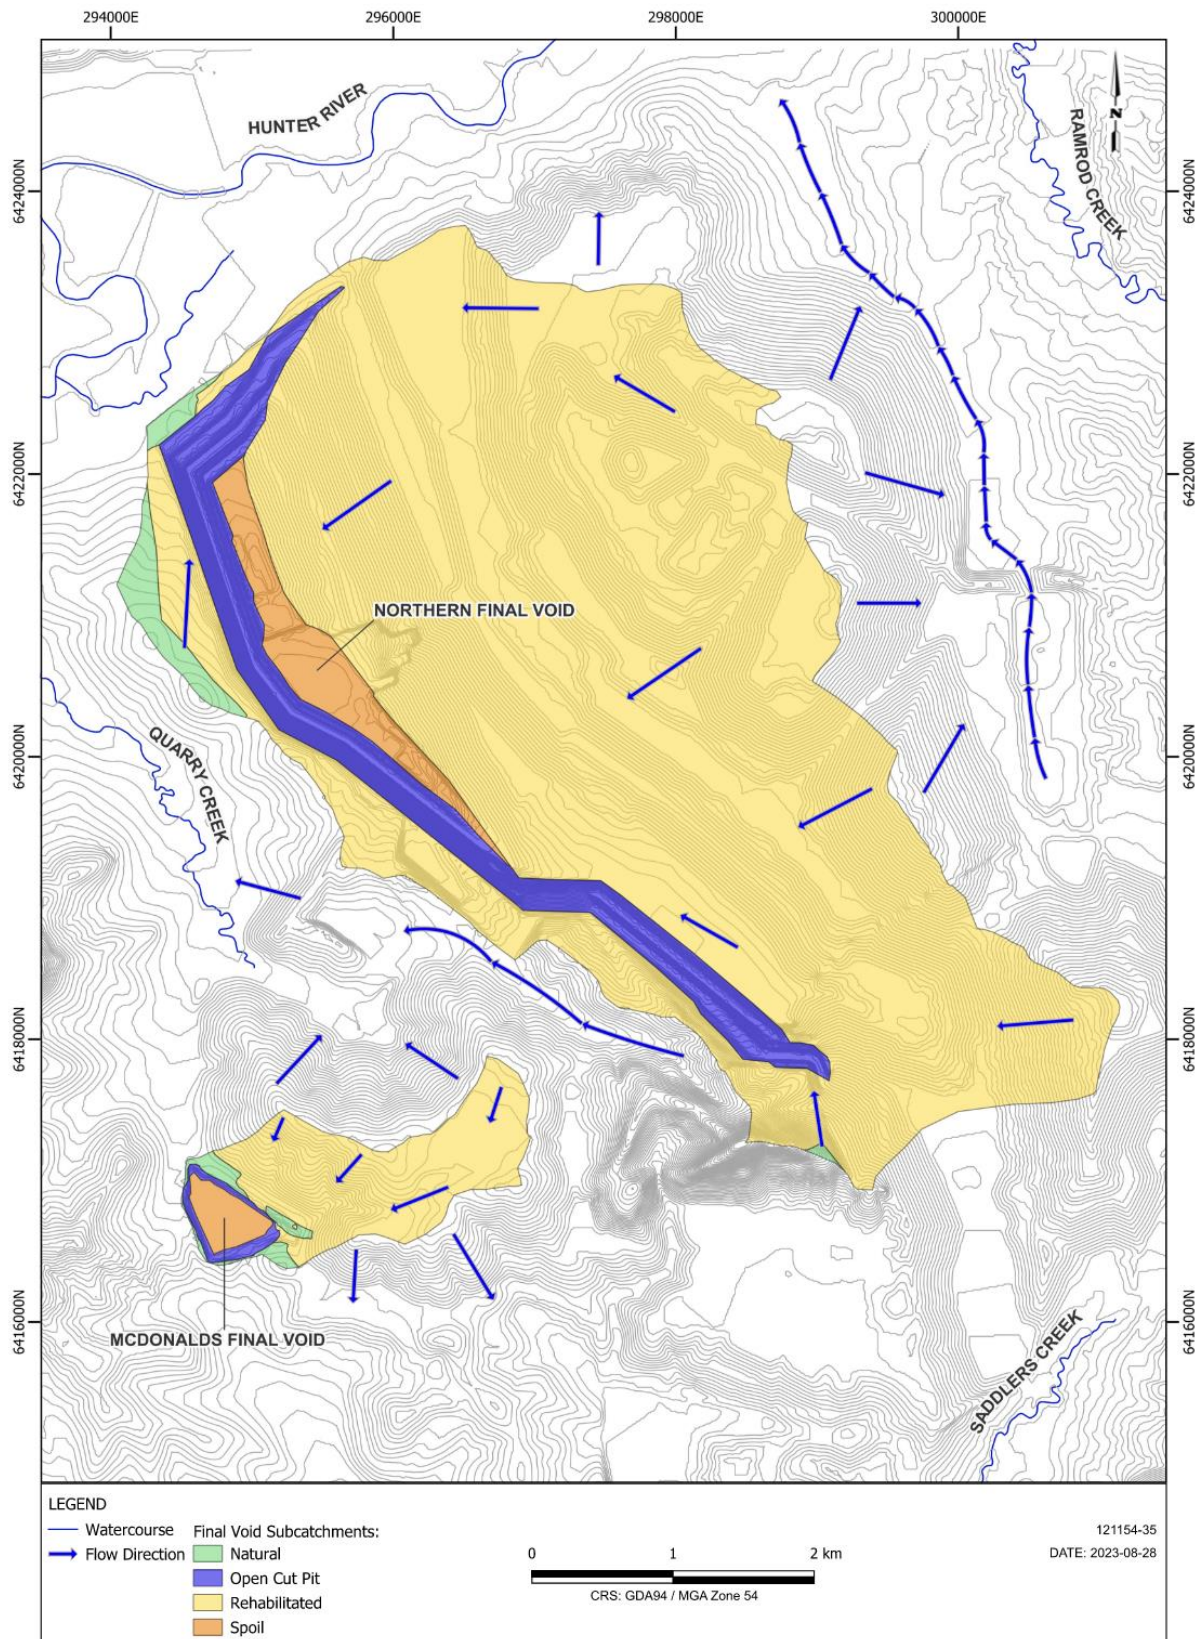 294000E
296000E
298000E
300000E
HUNTER RIVER
RAMROD CREEK
N
6424000N
6424000N
6422000N
6422000N
NORTHERN FINAL VOID
QUARRY CREEK
6420000N
6420000N
6418000N
6418000N
MCDONALDS FINAL VOID
6416000N
6416000N
SADDLERS CREEK
LEGEND
Watercourse
Flow Direction
Final Void Subcatchments:
Natural
Open Cut Pit
Rehabilitated
Spoil
0 1 2 km
CRS: GDA94 / MGA Zone 54
121154-35
DATE: 2023-08-28